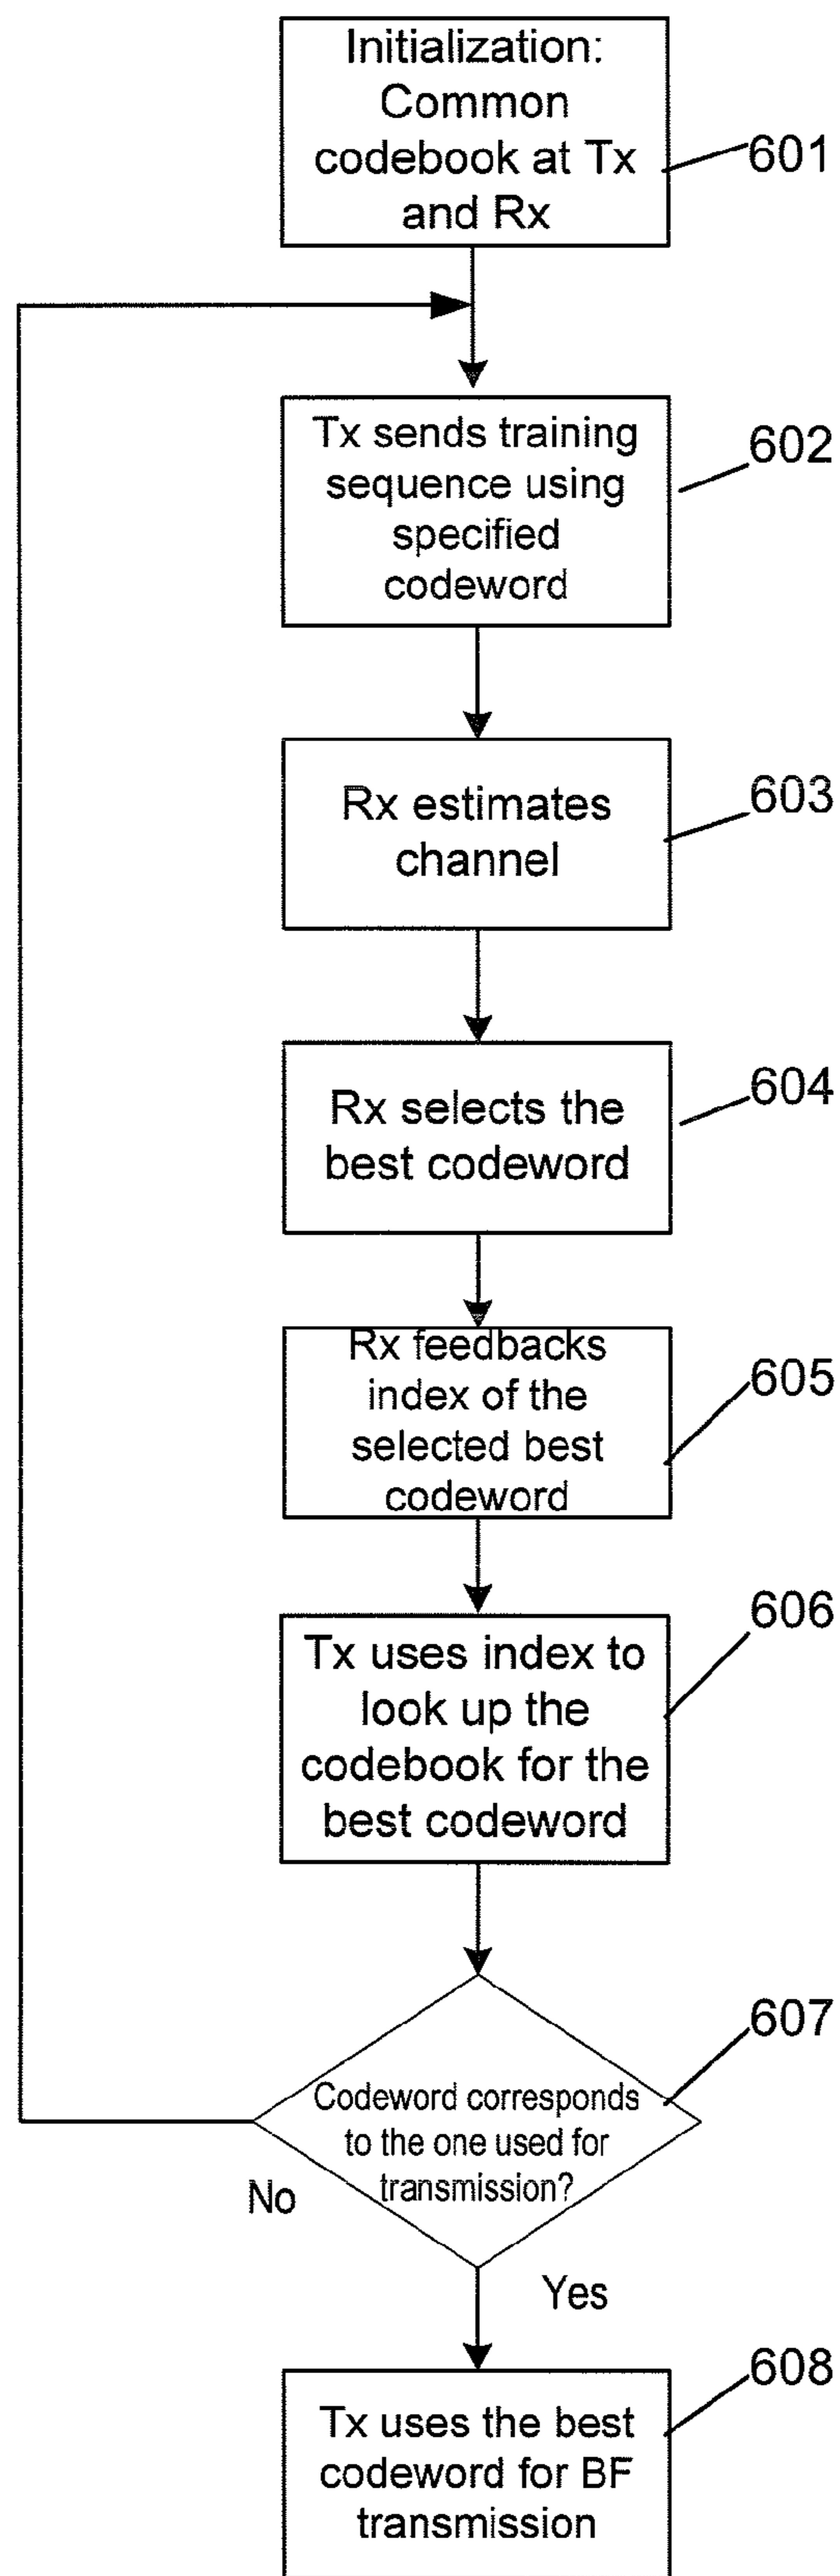 Initialization:
Common
codebook at Tx
and Rx
601
Tx sends training
sequence using
specified
codeword
602
Rx estimates
channel
603
Rx selects the
best codeword
604
Rx feedbacks
index of the
selected best
codeword
605
Tx uses index to
look up the
codebook for the
best codeword
606
Codeword corresponds
to the one used for
transmission?
607
No
Yes
Tx uses the best
codeword for BF
transmission
608